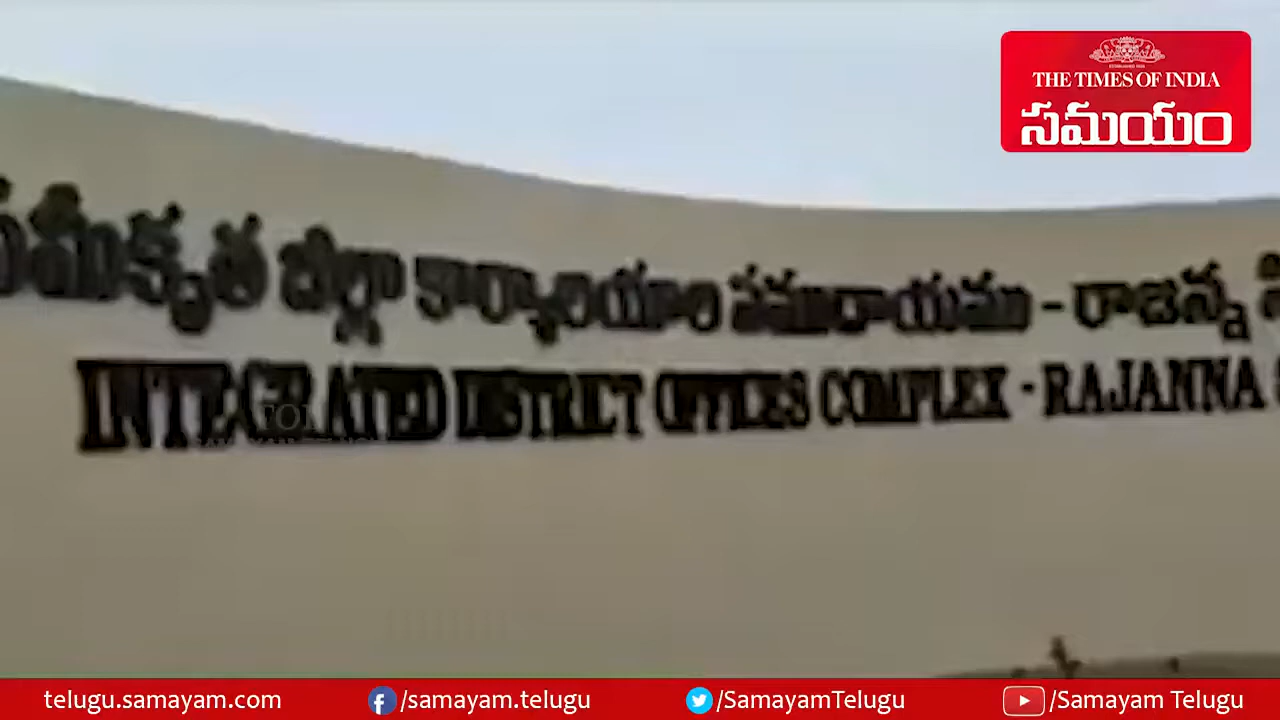 THE TIMES OF INDIA
సమయం
జిల్లా కార్యాలయాల సముదాయము - రాజన్న
INTEGRATED DISTRICT OFFICES COMPLEX - RAJANNA
telugu.samayam.com /samayam.telugu /SamayamTelugu /Samayam Telugu